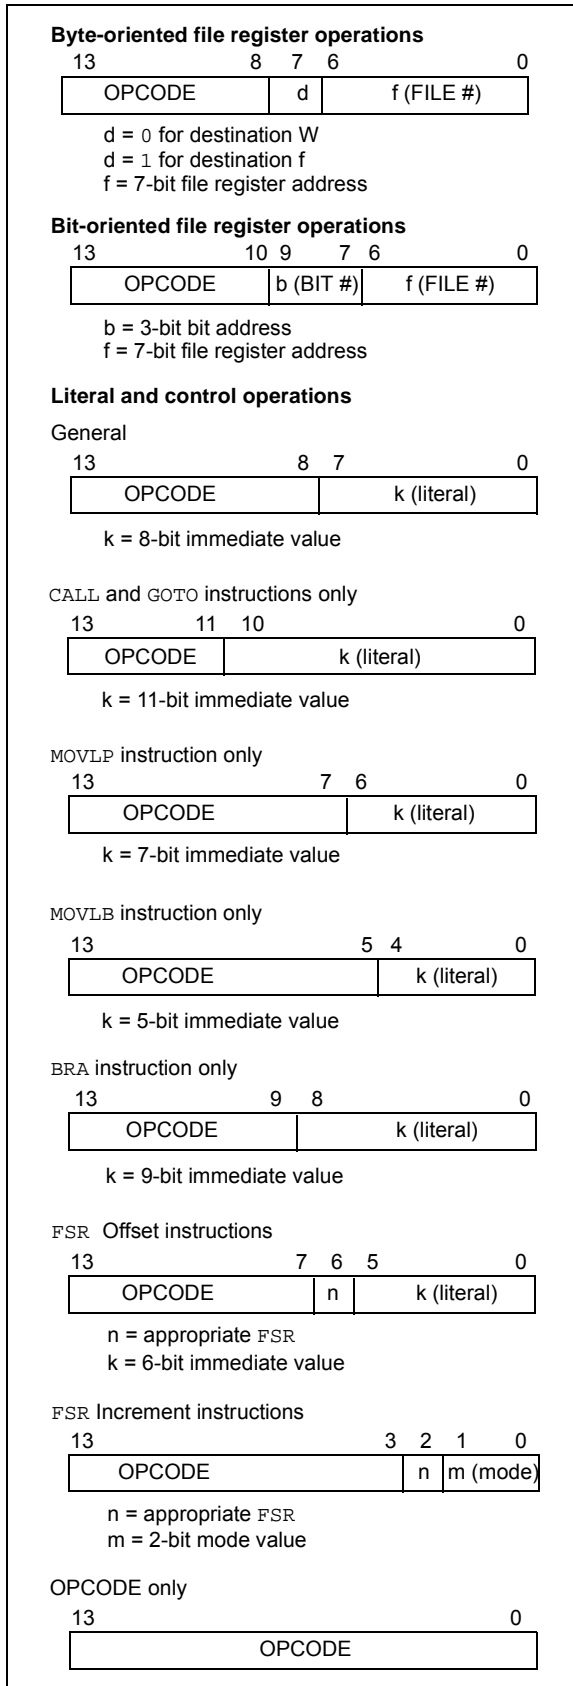 Byte-oriented file register operations
13 8 7 6 0
OPCODE d f (FILE #)
d = 0 for destination W
d = 1 for destination f
f = 7-bit file register address
Bit-oriented file register operations
13 10 9 7 6 0
OPCODE b (BIT #) f (FILE #)
b = 3-bit bit address
f = 7-bit file register address
Literal and control operations
General
13 8 7 0
OPCODE k (literal)
k = 8-bit immediate value
CALL and GOTO instructions only
13 11 10 0
OPCODE k (literal)
k = 11-bit immediate value
MOVLP instruction only
13 7 6 0
OPCODE k (literal)
k = 7-bit immediate value
MOVLB instruction only
13 5 4 0
OPCODE k (literal)
k = 5-bit immediate value
BRA instruction only
13 9 8 0
OPCODE k (literal)
k = 9-bit immediate value
FSR Offset instructions
13 7 6 5 0
OPCODE n k (literal)
n = appropriate FSR
k = 6-bit immediate value
FSR Increment instructions
13 3 2 1 0
OPCODE n m (mode)
n = appropriate FSR
m = 2-bit mode value
OPCODE only
13 0
OPCODE